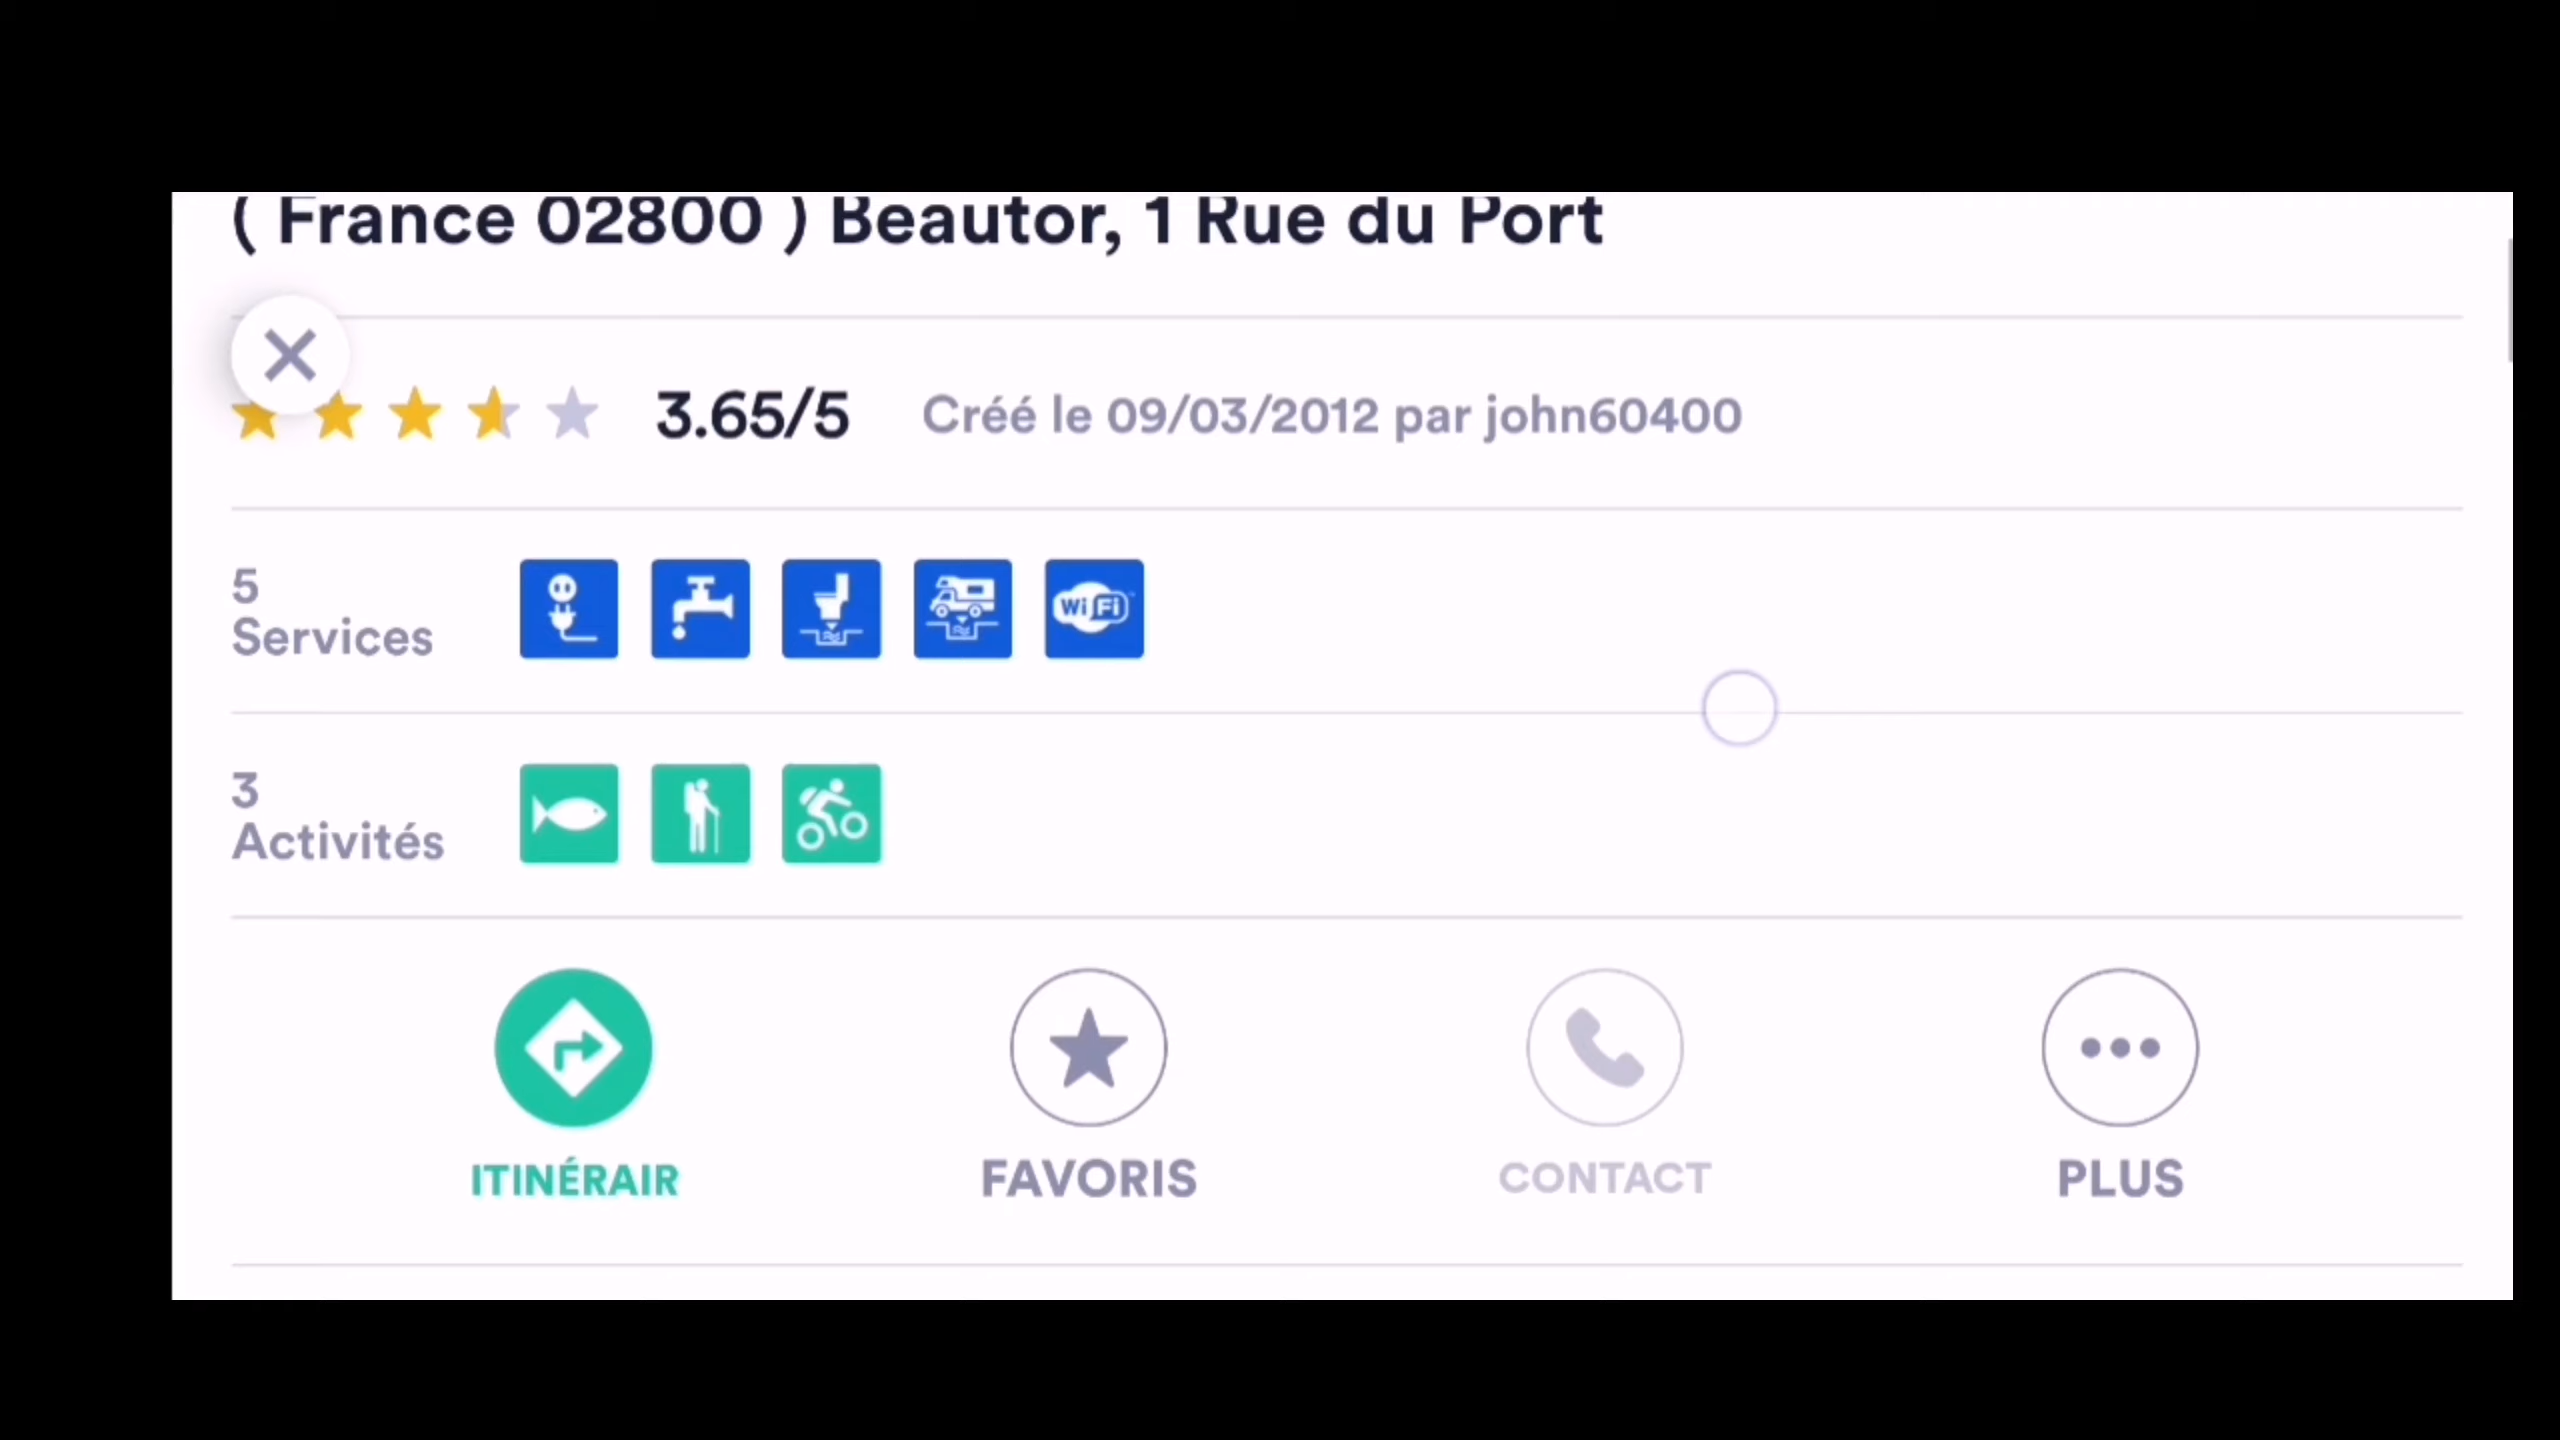 ( France 02800 ) Beautor, 1 Rue du Port
3.65/5 Créé le 09/03/2012 par john60400
5
Services
WiFi
3
Activités
ITINÉRAIR
FAVORIS
CONTACT
PLUS